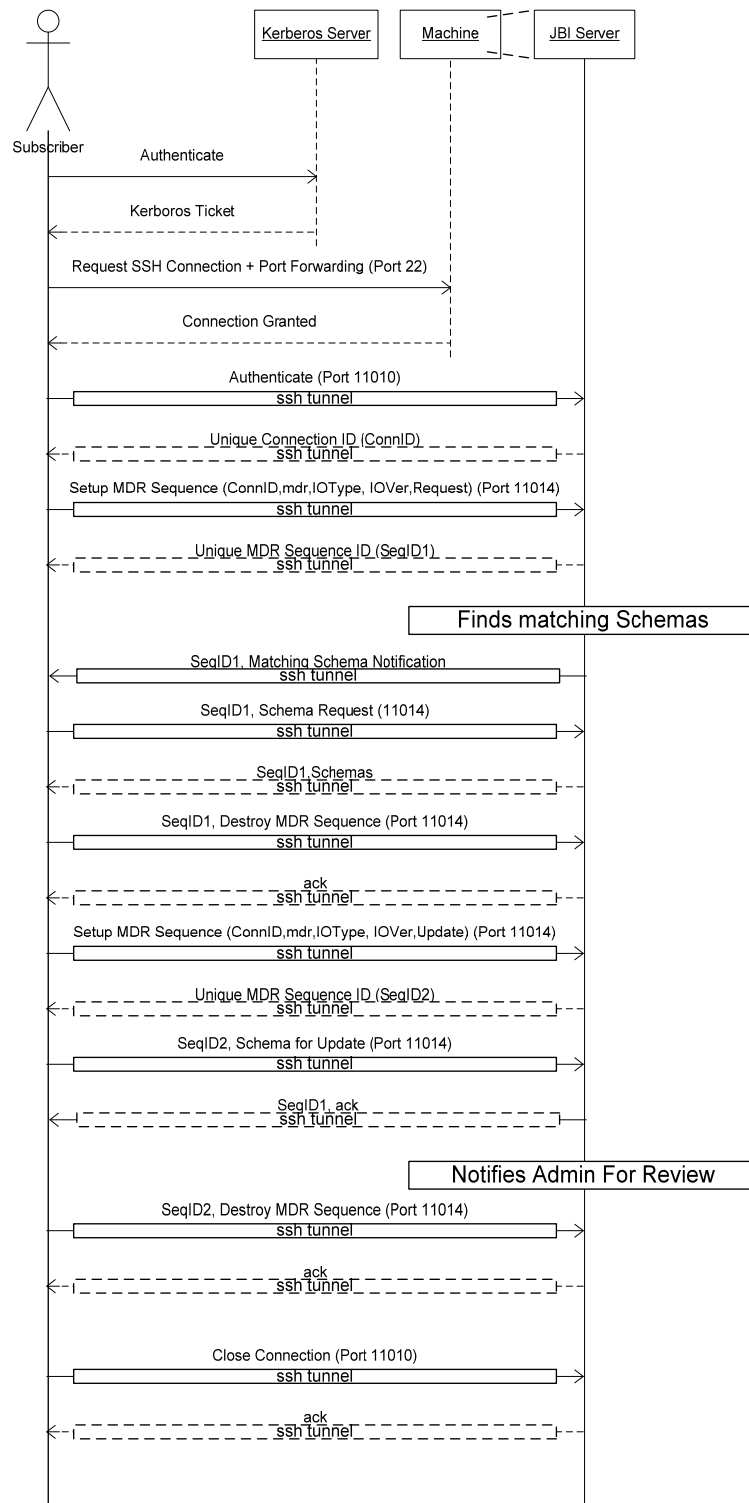 Kerberos Server
Machine
JBI Server
Subscriber
Authenticate
Kerboros Ticket
Request SSH Connection + Port Forwarding (Port 22)
Connection Granted
Authenticate (Port 11010)
ssh tunnel
Unique Connection ID (ConnID)
ssh tunnel
Setup MDR Sequence (ConnID,mdr,IOType, IOVer,Request) (Port 11014)
ssh tunnel
Unique MDR Sequence ID (SeqID1)
ssh tunnel
Finds matching Schemas
SeqID1, Matching Schema Notification
ssh tunnel
SeqID1, Schema Request (11014)
ssh tunnel
SeqID1,Schemas
ssh tunnel
SeqID1, Destroy MDR Sequence (Port 11014)
ssh tunnel
ack
ssh tunnel
Setup MDR Sequence (ConnID,mdr,IOType, IOVer,Update) (Port 11014)
ssh tunnel
Unique MDR Sequence ID (SeqID2)
ssh tunnel
SeqID2, Schema for Update (Port 11014)
ssh tunnel
SeqID1, ack
ssh tunnel
Notifies Admin For Review
SeqID2, Destroy MDR Sequence (Port 11014)
ssh tunnel
ack
ssh tunnel
Close Connection (Port 11010)
ssh tunnel
ack
ssh tunnel